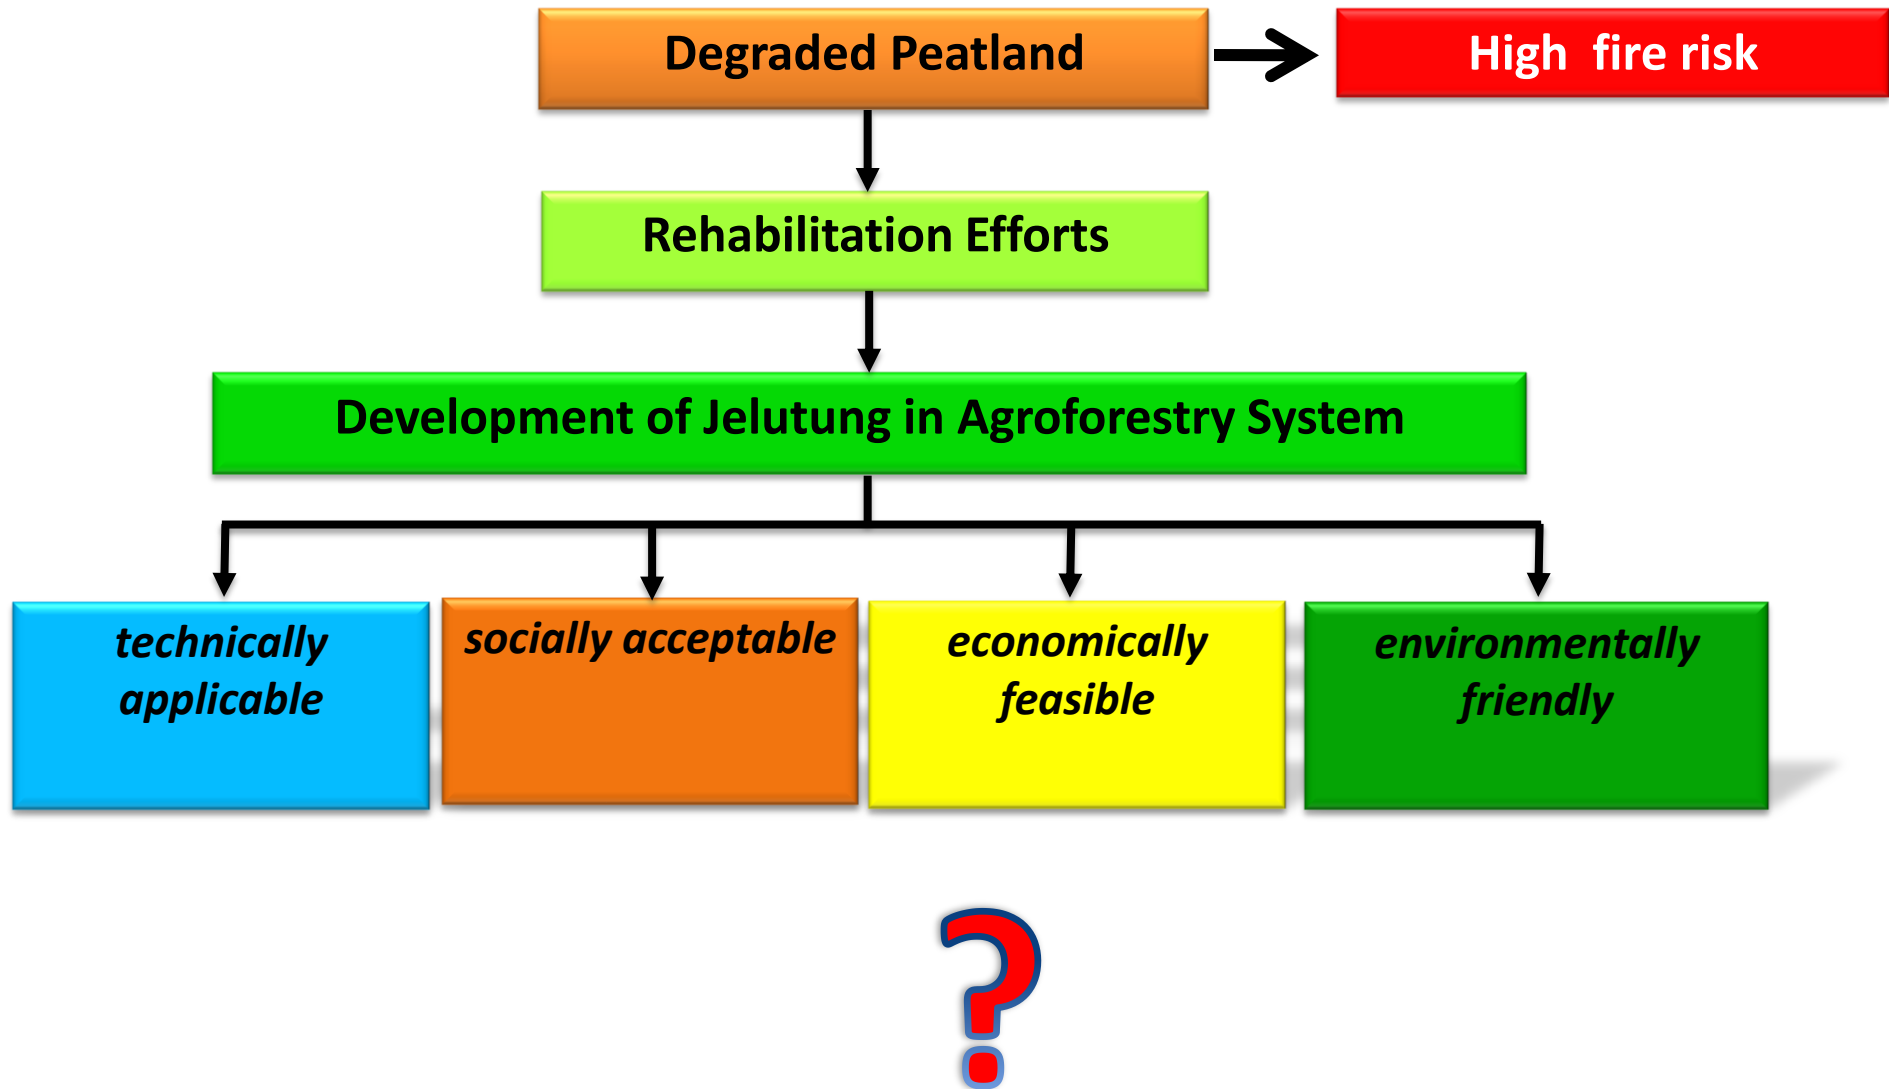 Degraded Peatland
High fire risk
Rehabilitation Efforts
Development of Jelutung in Agroforestry System
technically
applicable
socially acceptable
economically
feasible
environmentally
friendly
?